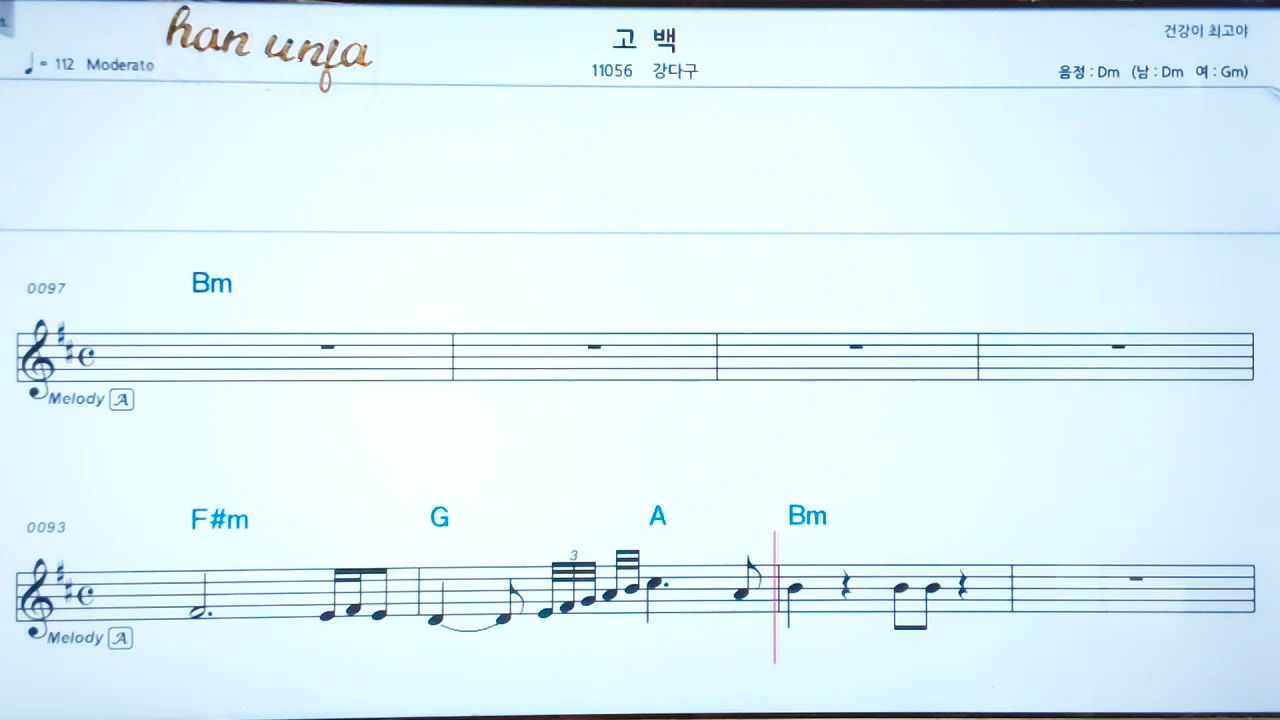 han unja
고 백
건강이 최고야
♩= 112 Moderato
11056 강다구
음정 : Dm (남 : Dm 여 : Gm)
0097
Bm
Melody A
0093
F#m G A Bm
3
Melody A